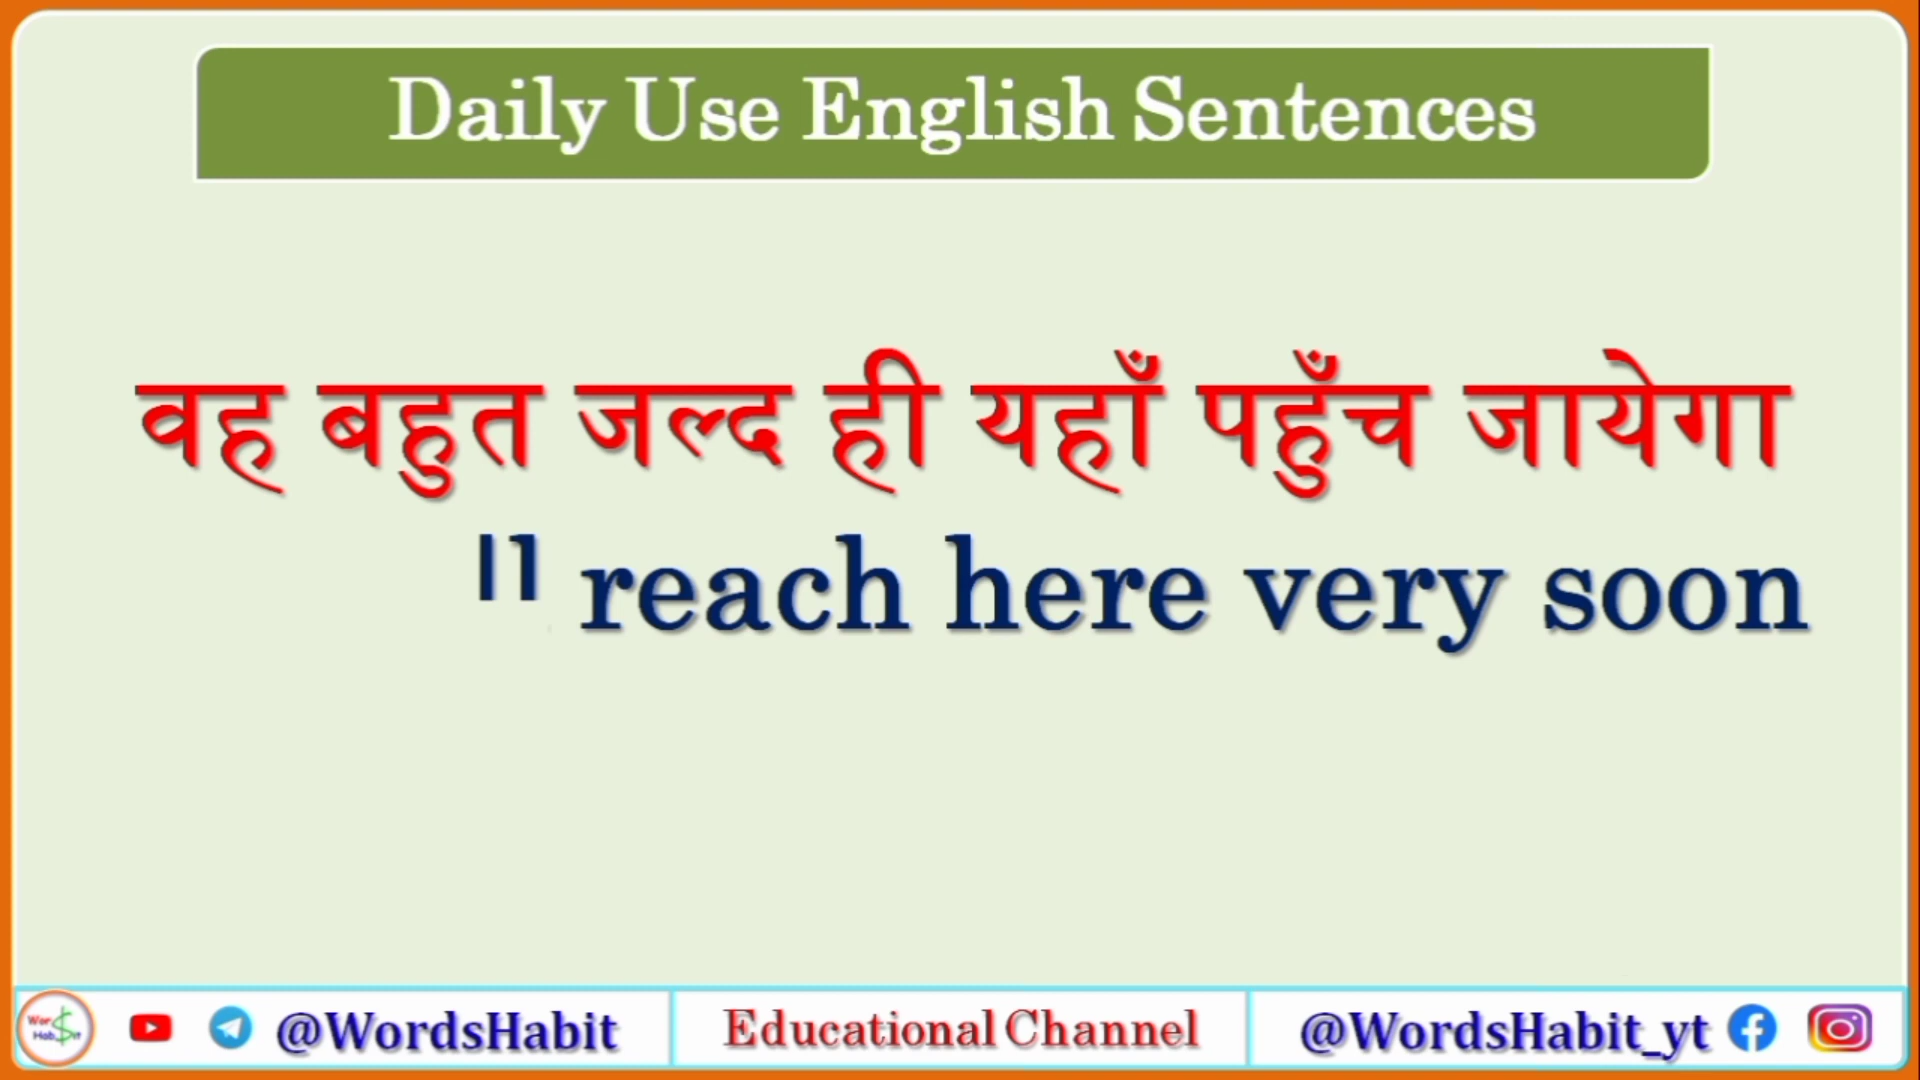 Daily Use English Sentences
वह बहुत जल्द ही यहाँ पहुँच जायेगा
reach here very soon
@WordsHabit
Educational Channel
@WordsHabit_yt